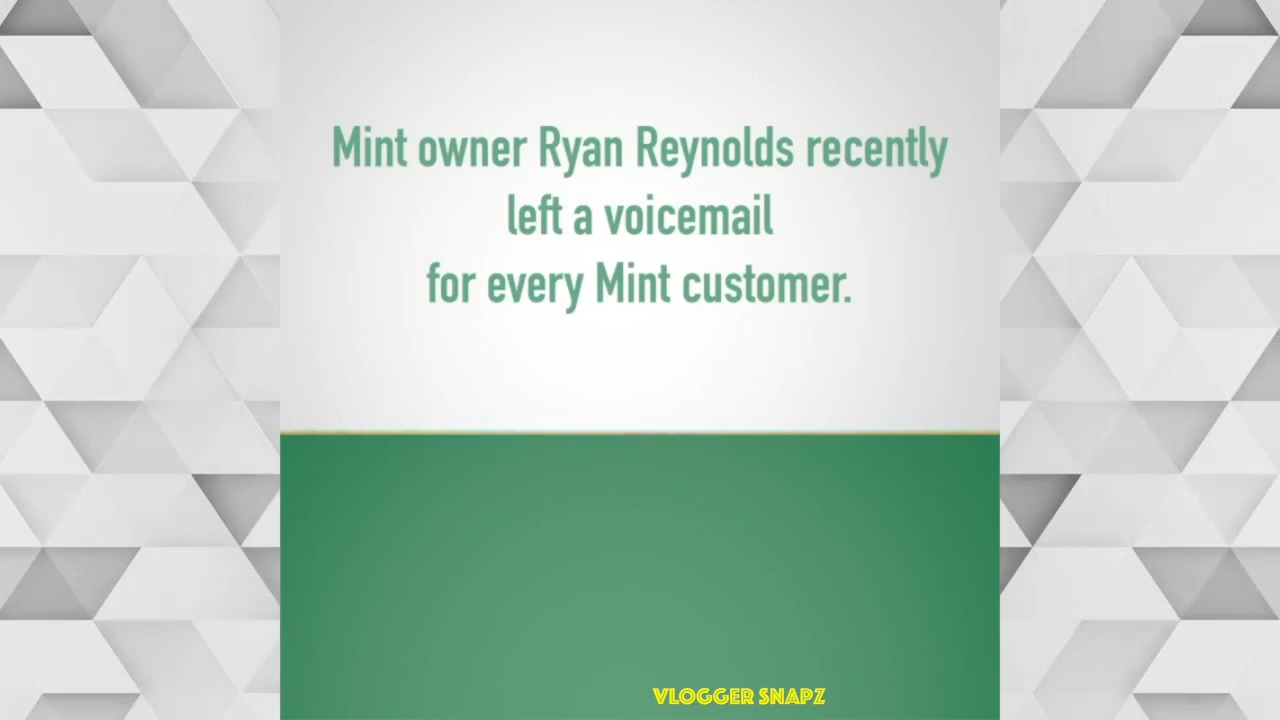 Mint owner Ryan Reynolds recently
left a voicemail
for every Mint customer.
VLOGGER SNAPZ